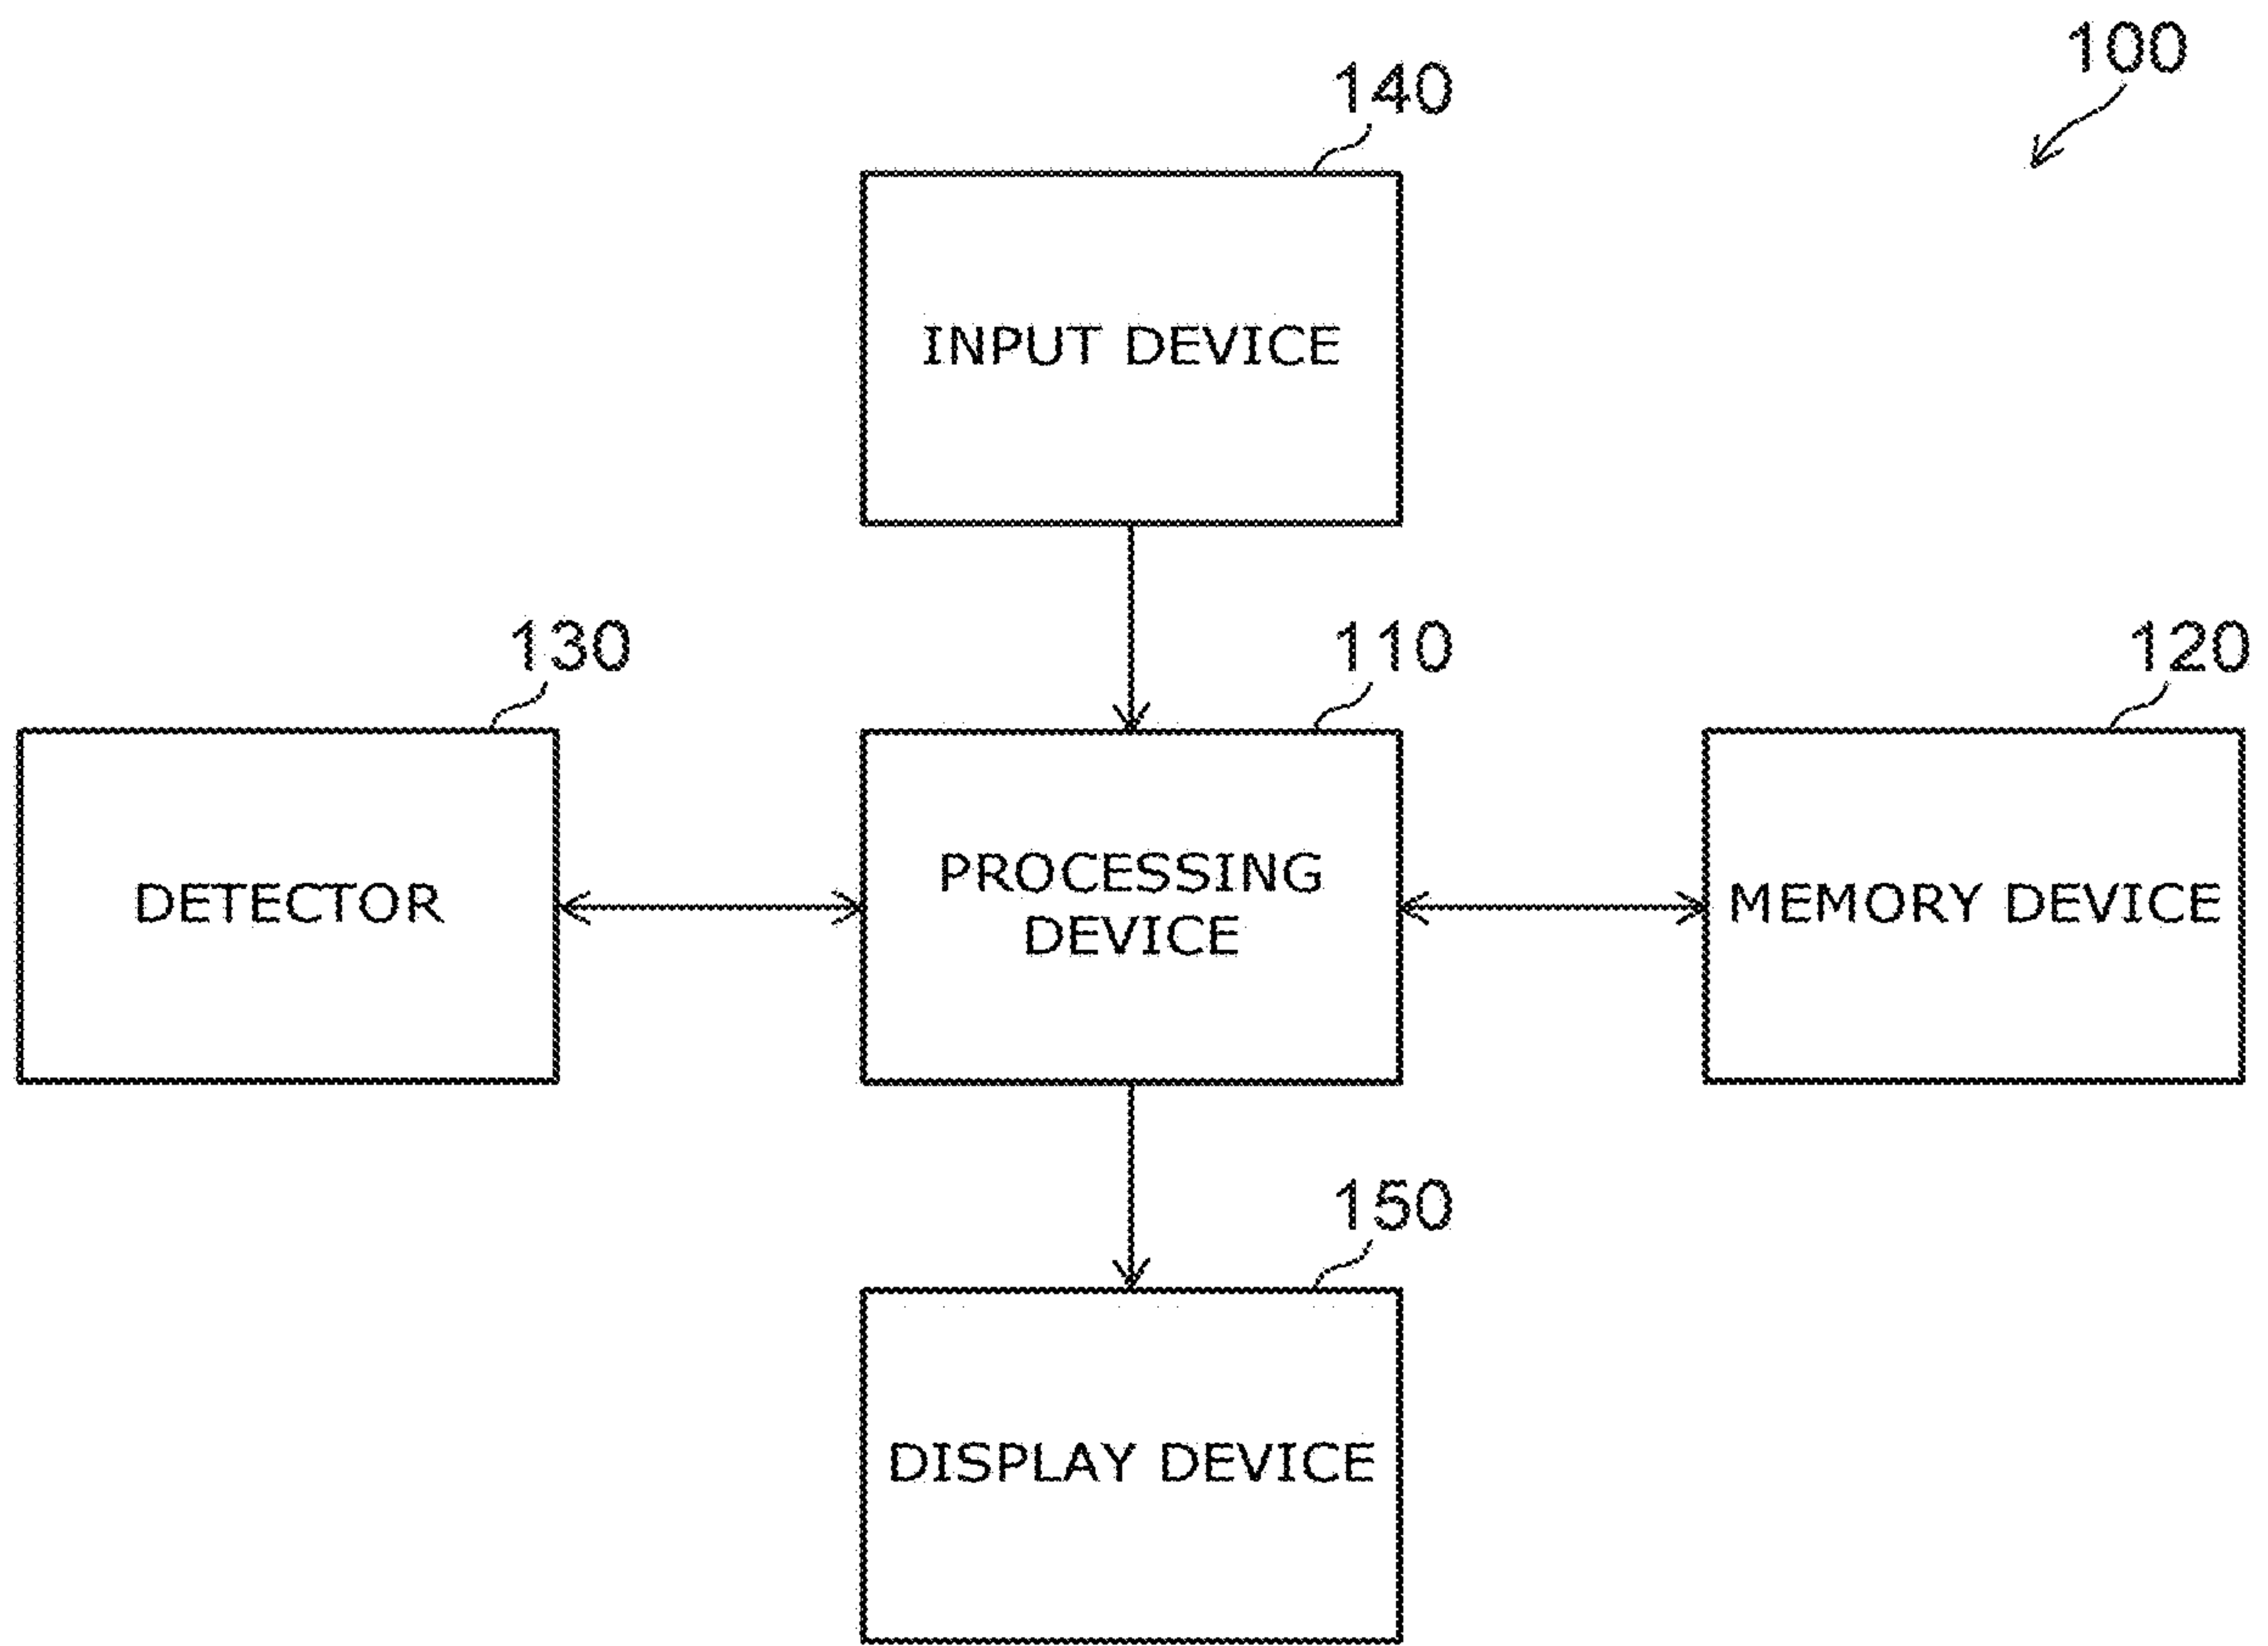 100
140
INPUT DEVICE
130
110
120
DETECTOR
PROCESSING
DEVICE
MEMORY DEVICE
150
DISPLAY DEVICE